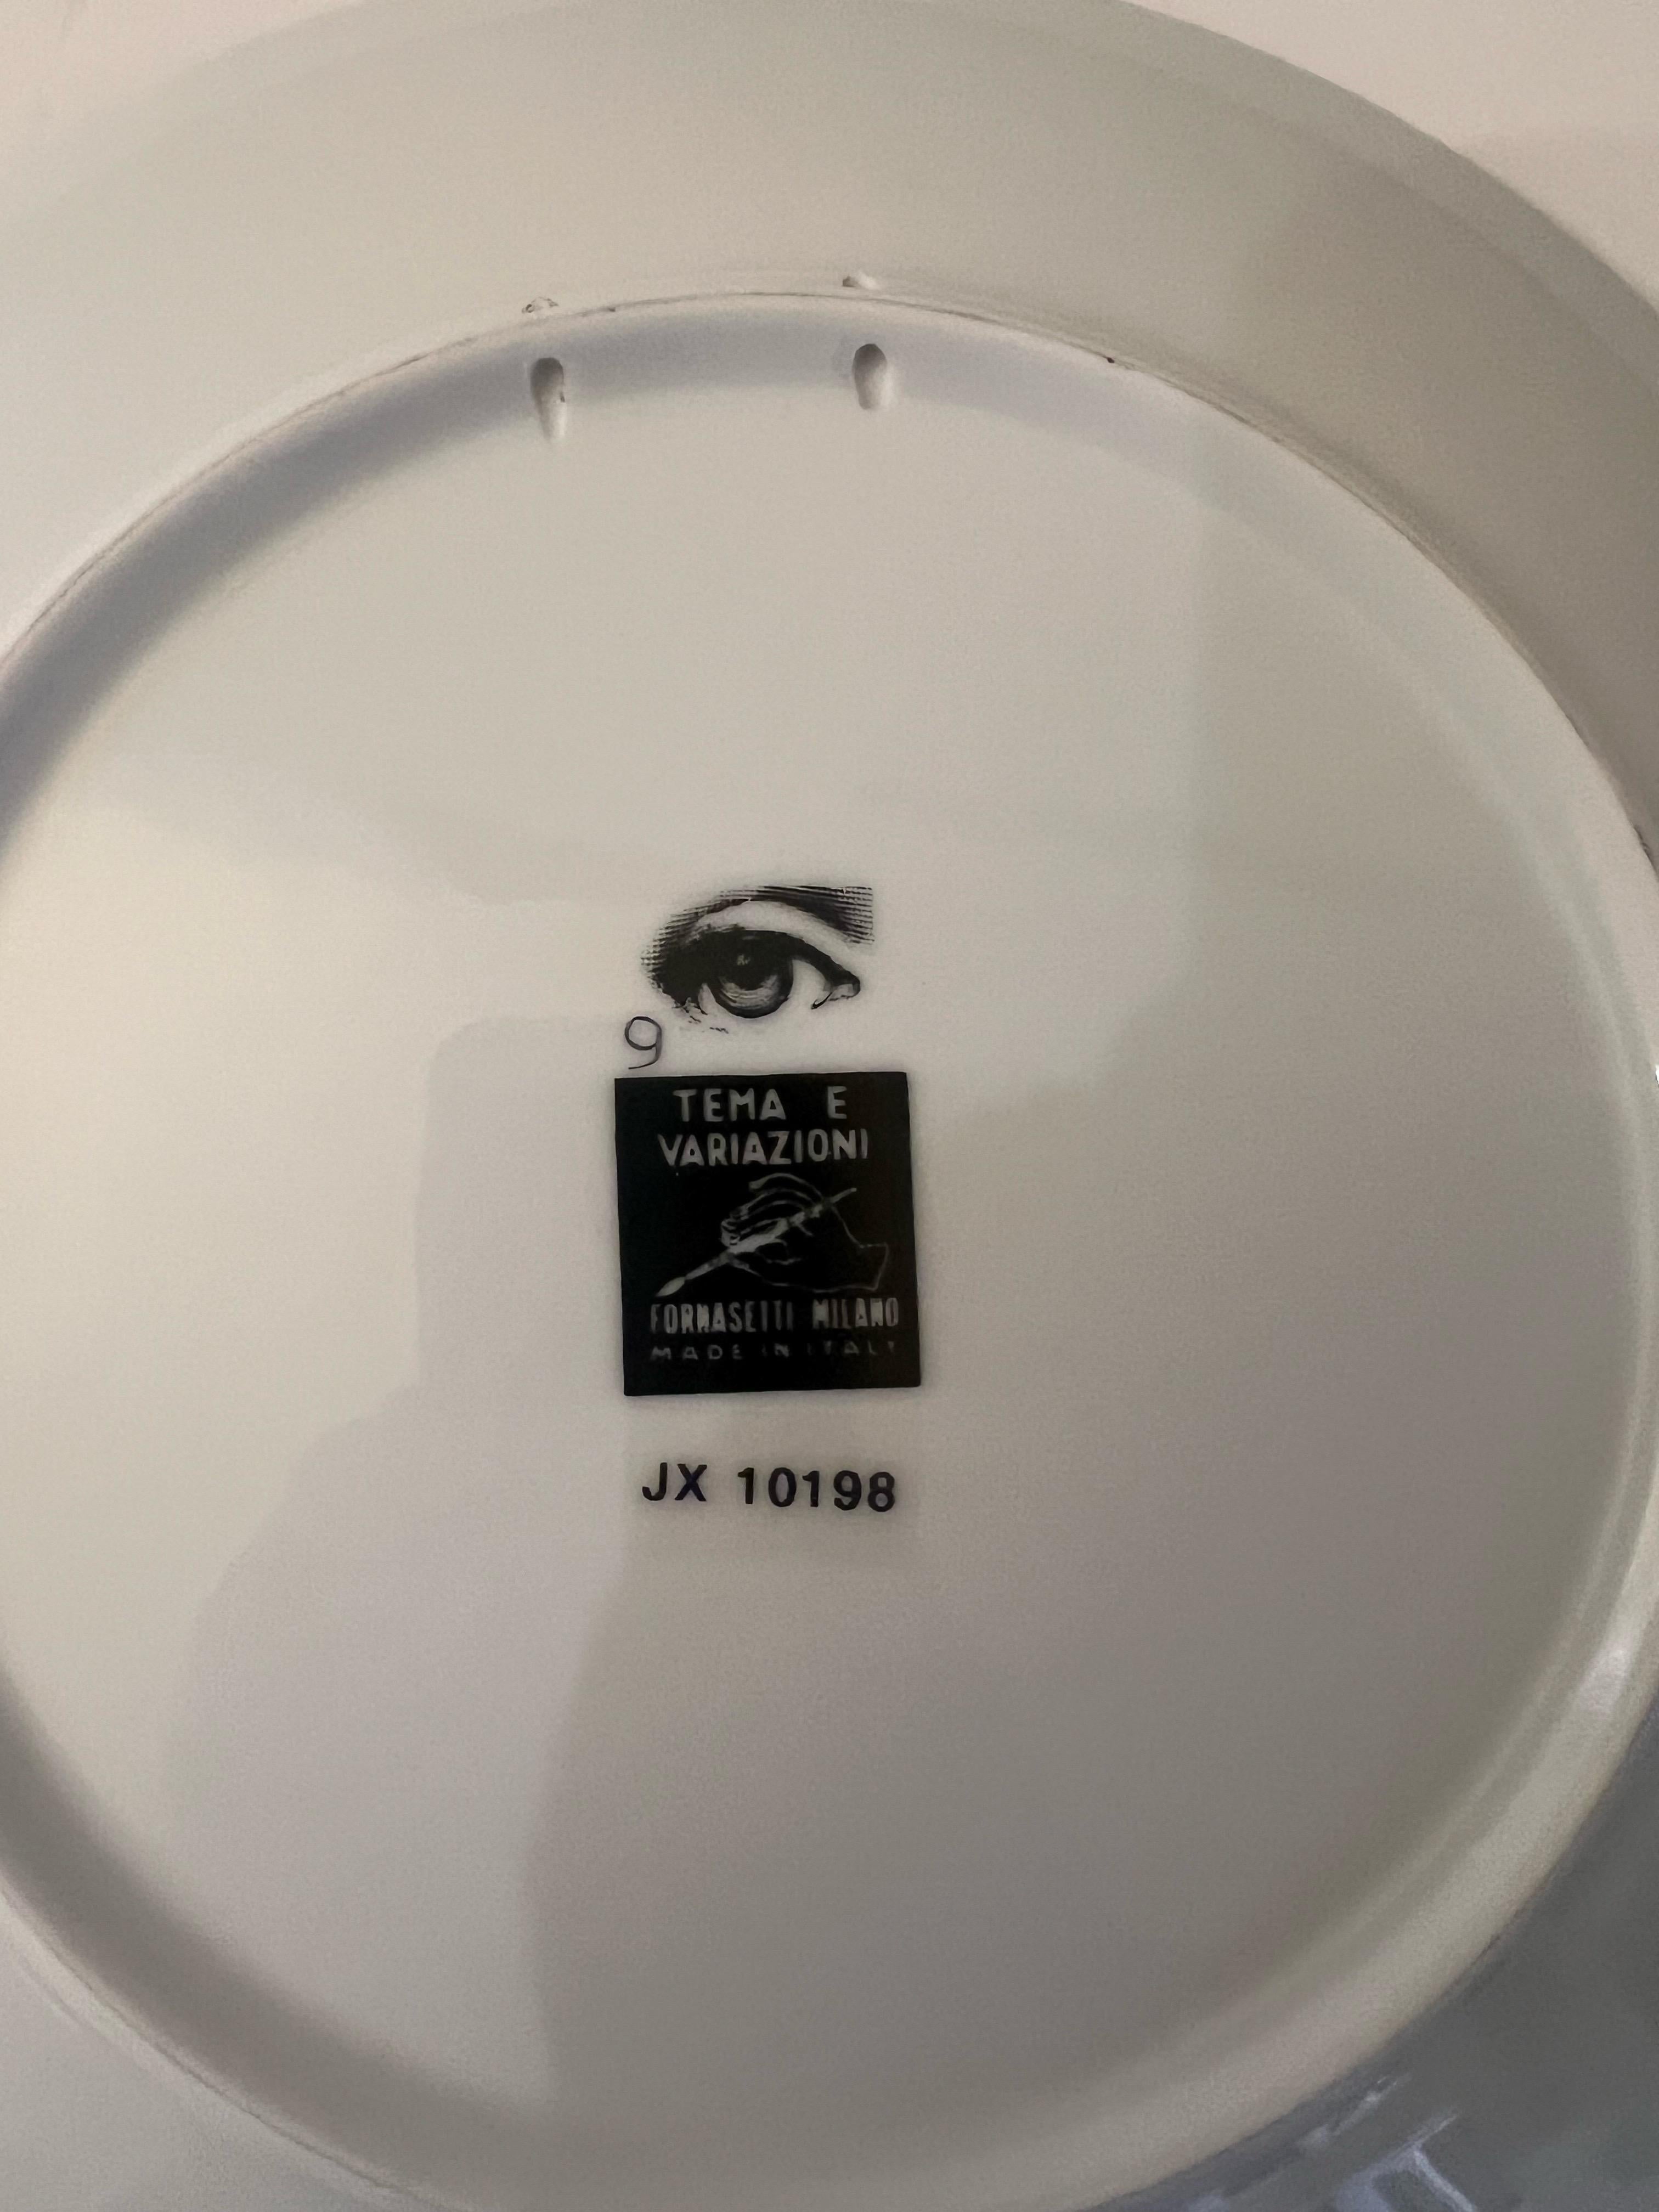 9
TEMA E
VARIAZIONI
FORNASETTI MILANO
MADE IN ITALY
JX 10198